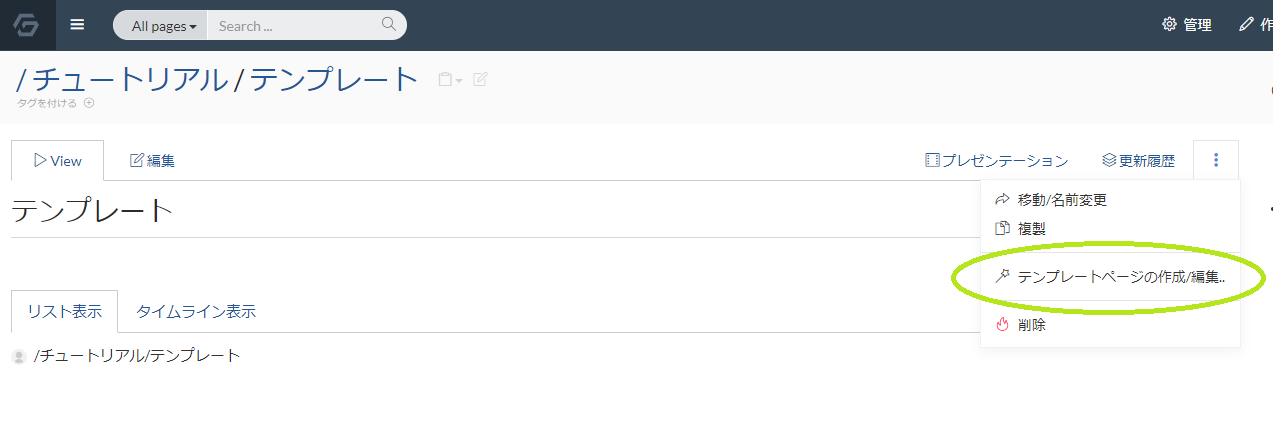 All pages Search ... 管理 作
/ チュートリアル / テンプレート
タグを付ける
View 編集 プレゼンテーション 更新履歴
移動/名前変更
テンプレート
複製
テンプレートページの作成/編集..
リスト表示 タイムライン表示
削除
/チュートリアル/テンプレート